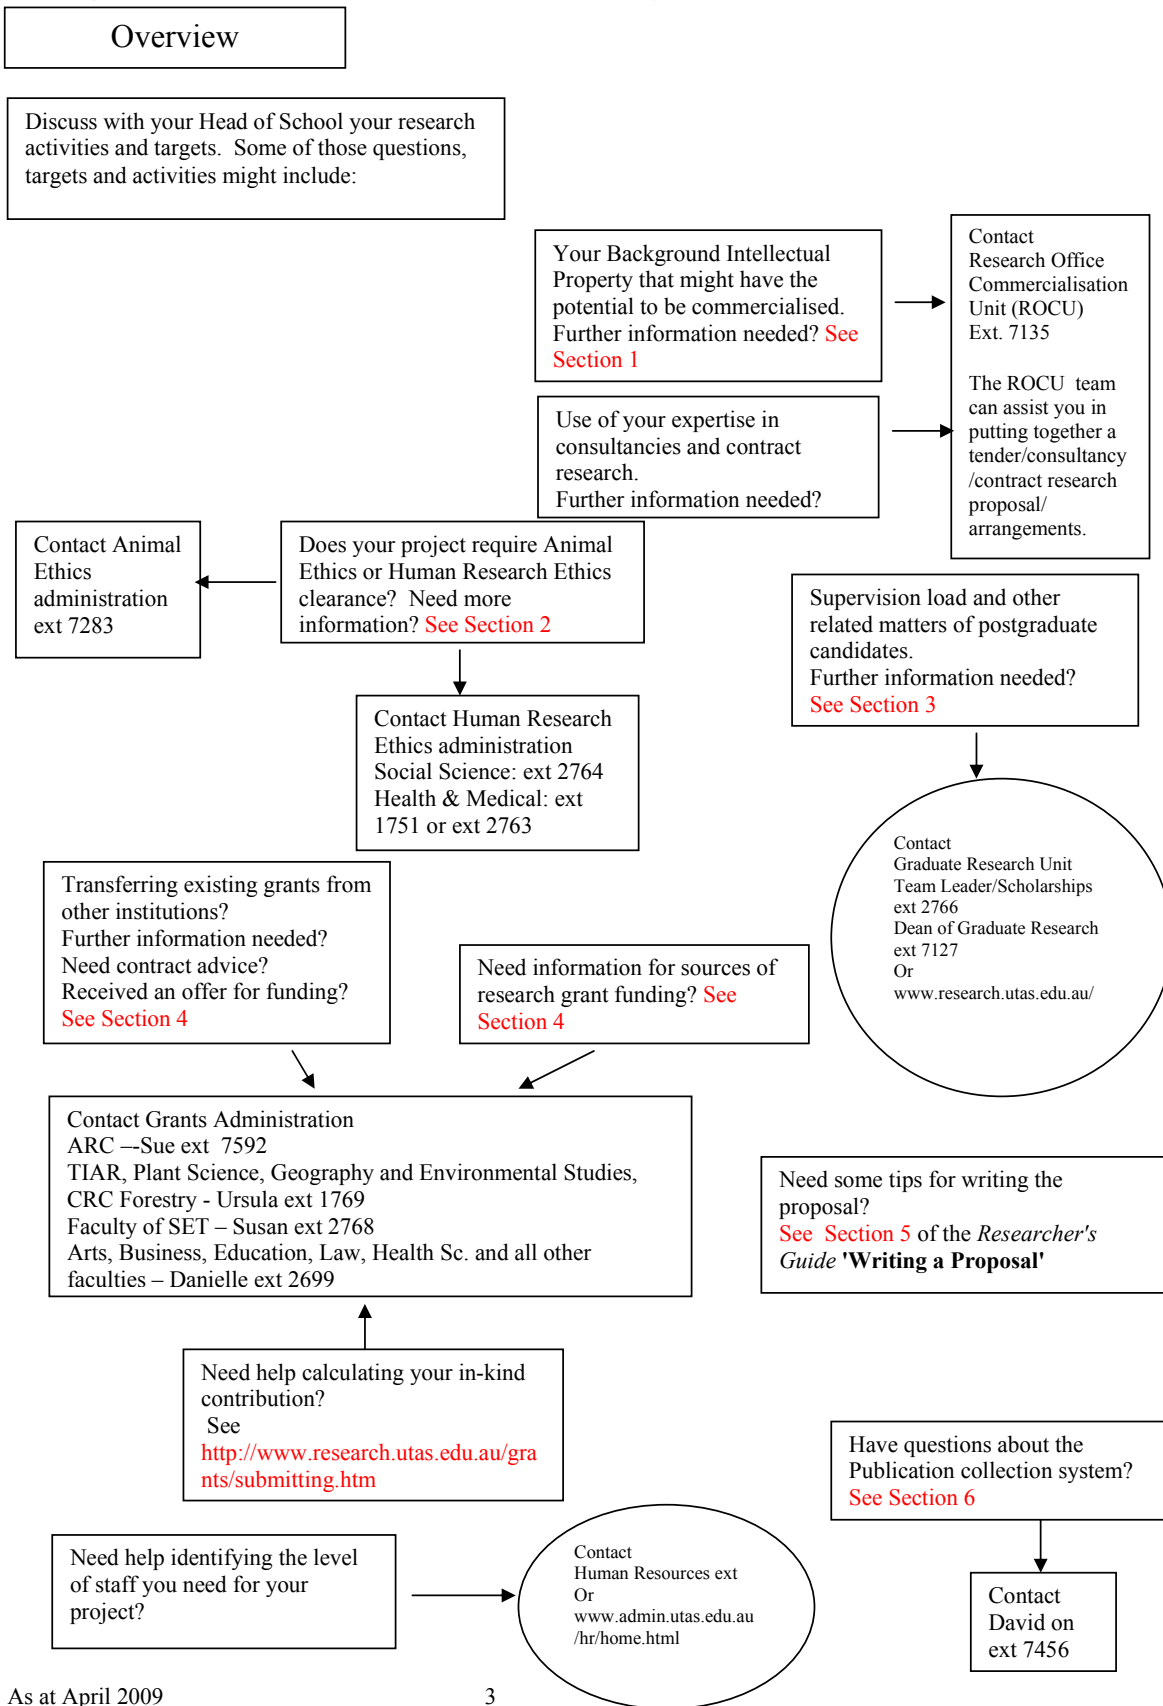 Overview
Discuss with your Head of School your research
activities and targets.  Some of those questions,
targets and activities might include:
Your Background Intellectual
Property that might have the
potential to be commercialised.
Further information needed? See
Section 1
Contact
Research Office
Commercialisation
Unit (ROCU)
Ext. 7135
The ROCU  team
can assist you in
putting together a
tender/consultancy
/contract research
proposal/
arrangements.
Use of your expertise in
consultancies and contract
research.
Further information needed?
Contact Animal
Ethics
administration
ext 7283
Does your project require Animal
Ethics or Human Research Ethics
clearance?  Need more
information? See Section 2
Supervision load and other
related matters of postgraduate
candidates.
Further information needed?
See Section 3
Contact Human Research
Ethics administration
Social Science: ext 2764
Health & Medical: ext
1751 or ext 2763
Contact
Graduate Research Unit
Team Leader/Scholarships
ext 2766
Dean of Graduate Research
ext 7127
Or
www.research.utas.edu.au/
Transferring existing grants from
other institutions?
Further information needed?
Need contract advice?
Received an offer for funding?
See Section 4
Need information for sources of
research grant funding? See
Section 4
Contact Grants Administration
ARC –-Sue ext  7592
TIAR, Plant Science, Geography and Environmental Studies,
CRC Forestry - Ursula ext 1769
Faculty of SET – Susan ext 2768
Arts, Business, Education, Law, Health Sc. and all other
faculties – Danielle ext 2699
Need some tips for writing the
proposal?
See  Section 5 of the Researcher's
Guide 'Writing a Proposal'
Need help calculating your in-kind
contribution?
See
http://www.research.utas.edu.au/gra
nts/submitting.htm
Have questions about the
Publication collection system?
See Section 6
Need help identifying the level
of staff you need for your
project?
Contact
Human Resources ext
Or
www.admin.utas.edu.au
/hr/home.html
Contact
David on
ext 7456
As at April 2009
3